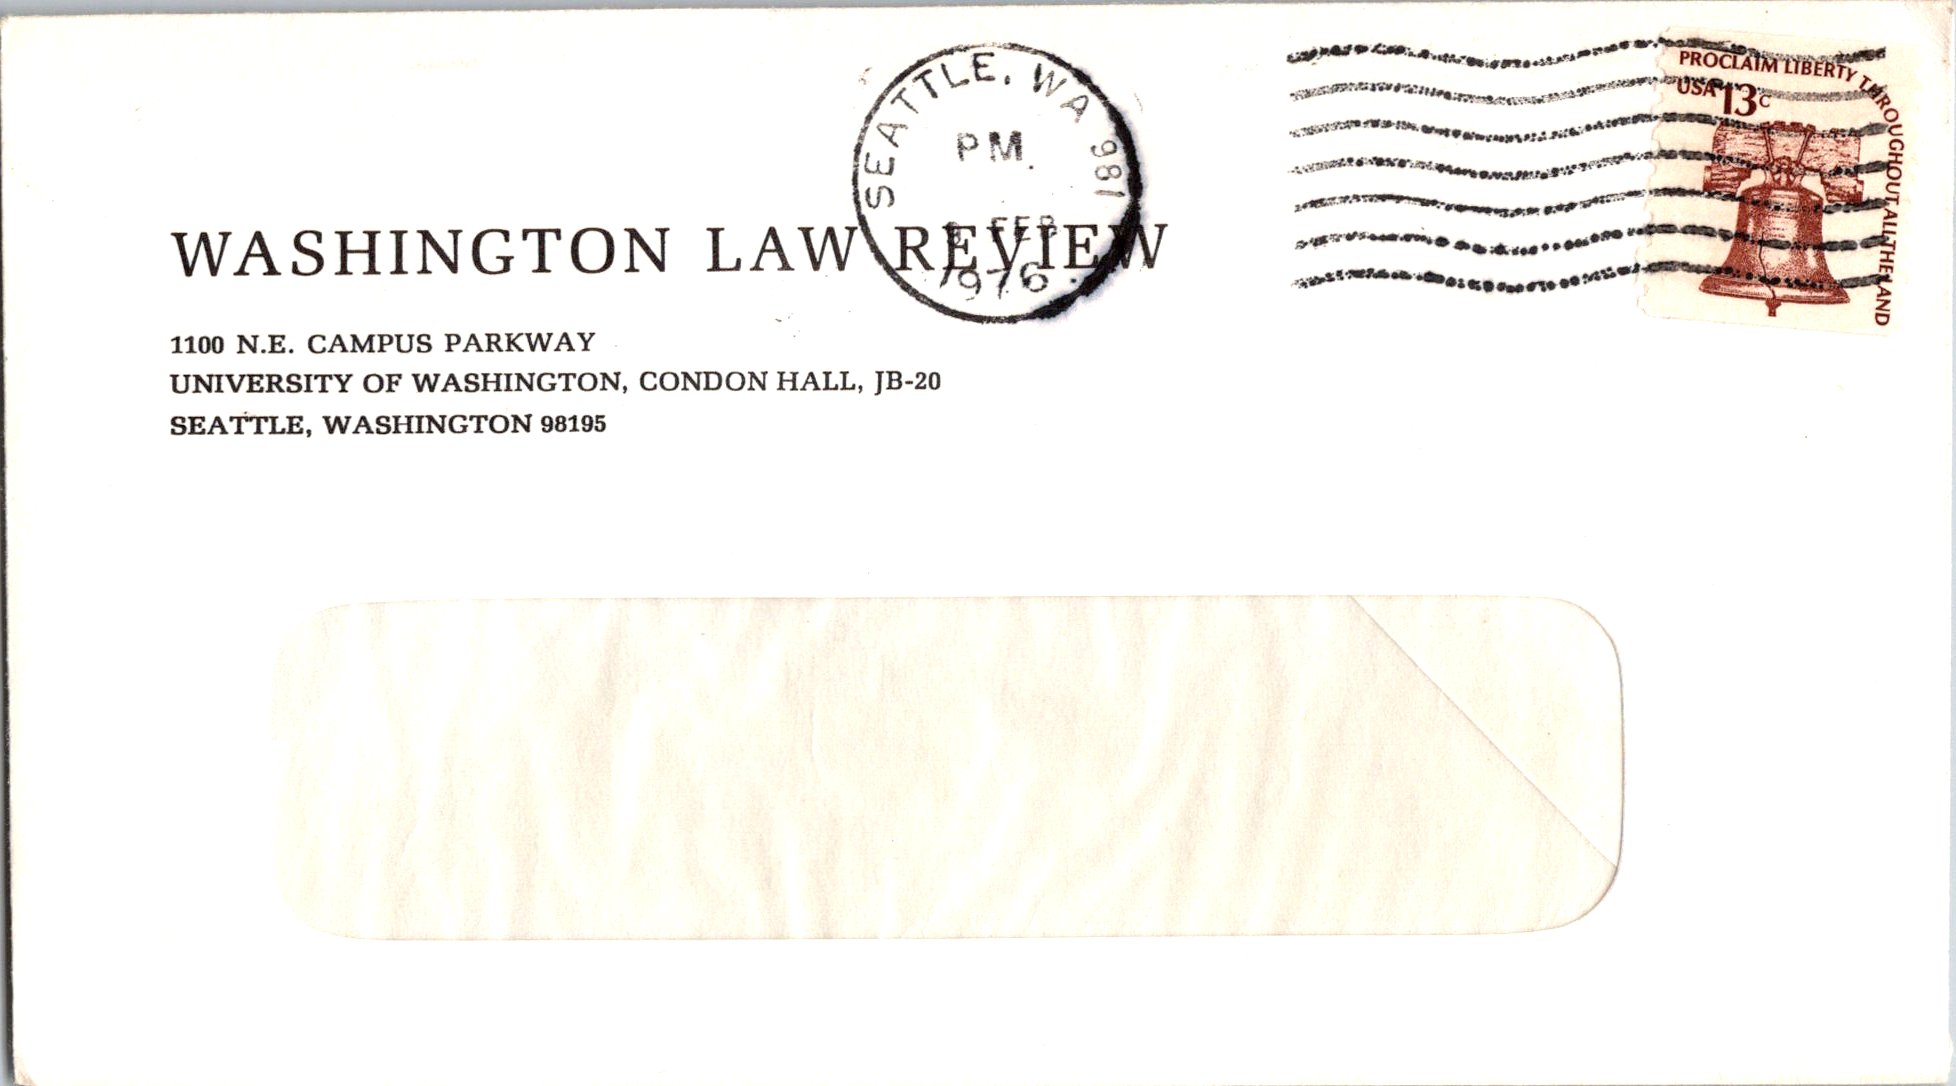 WASHINGTON LAW REVIEW
1100 N.E. CAMPUS PARKWAY
UNIVERSITY OF WASHINGTON, CONDON HALL, JB-20
SEATTLE, WASHINGTON 98195
SEATTLE, WA 981
PM
FEB
1976
PROCLAIM LIBERTY THROUGHOUT ALL THE LAND
USA 13c